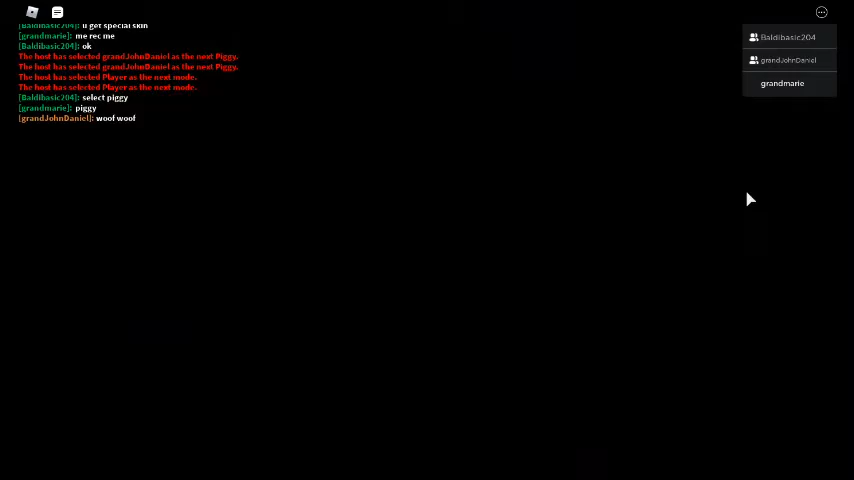 [Baldibasic204]: u get special skin
[grandmarie]: me rec me
[Baldibasic204]: ok
The host has selected grandJohnDaniel as the next Piggy.
The host has selected grandJohnDaniel as the next Piggy.
The host has selected Player as the next mode.
The host has selected Player as the next mode.
[Baldibasic204]: select piggy
[grandmarie]: piggy
[grandJohnDaniel]: woof woof
Baldibasic204
grandJohnDaniel
grandmarie